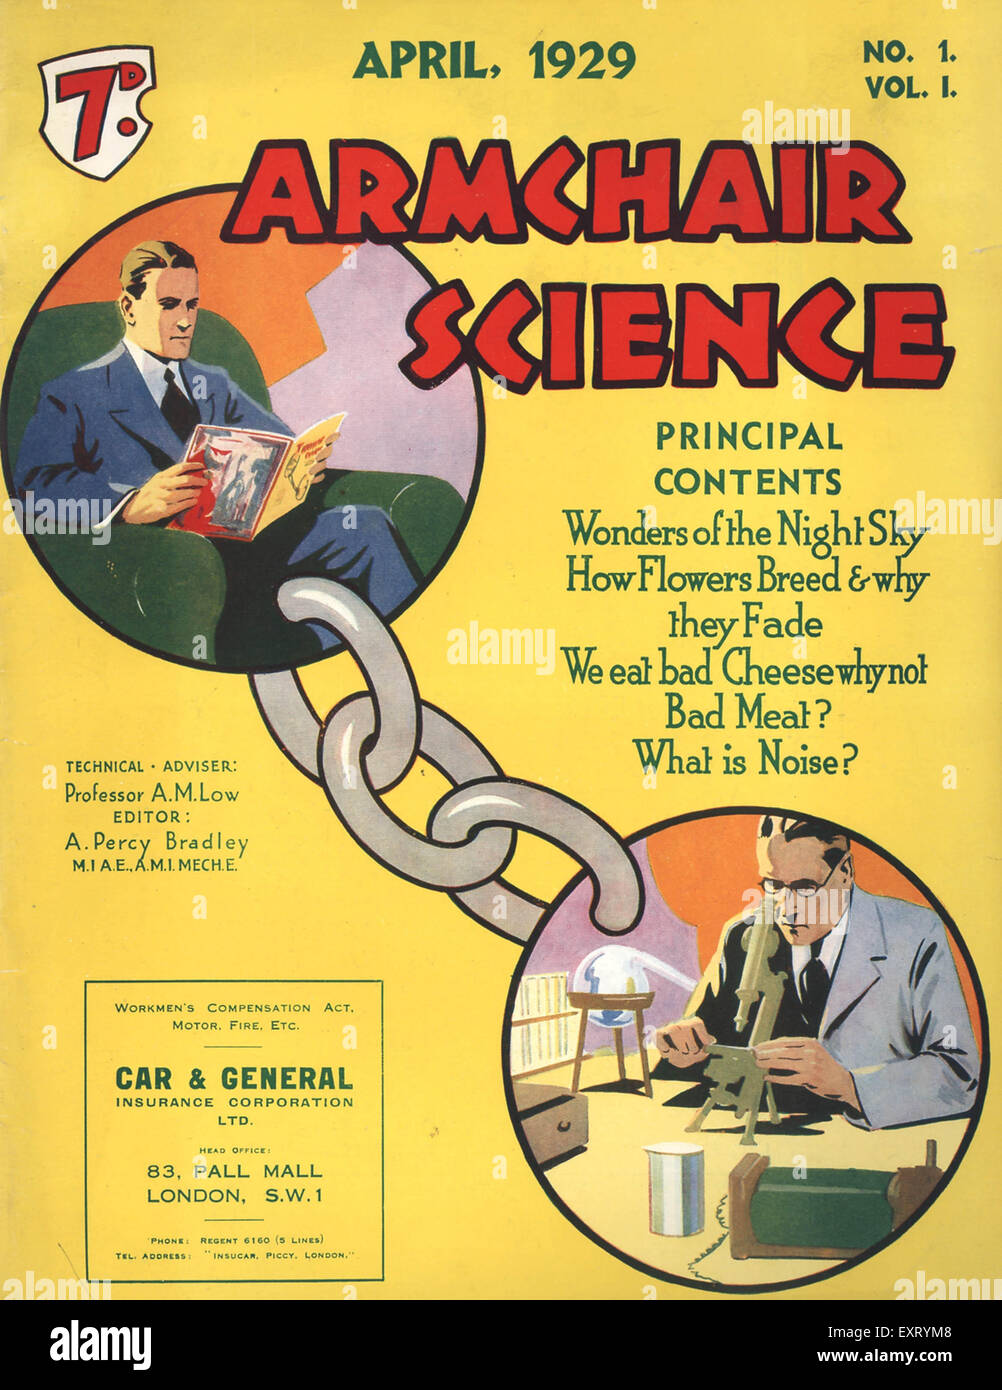 7D.
APRIL, 1929
NO. 1.
VOL. I.
ARMCHAIR
SCIENCE
PRINCIPAL
CONTENTS
Wonders of the Night Sky
How Flowers Breed & why
they Fade
We eat bad Cheese why not
Bad Meat?
What is Noise?
TECHNICAL · ADVISER:
Professor A.M. Low
EDITOR:
A. Percy Bradley
M.I A.E., A.M.I. MECH.E.
WORKMEN'S COMPENSATION ACT,
MOTOR, FIRE, ETC.
CAR & GENERAL
INSURANCE CORPORATION
LTD.
HEAD OFFICE:
83, PALL MALL
LONDON, S.W.1
'PHONE: REGENT 6160 (5 LINES)
TEL. ADDRESS: "INSUCAR, PICCY, LONDON."
alamy
alamy stock photo
EXRYM8
www.alamy.com